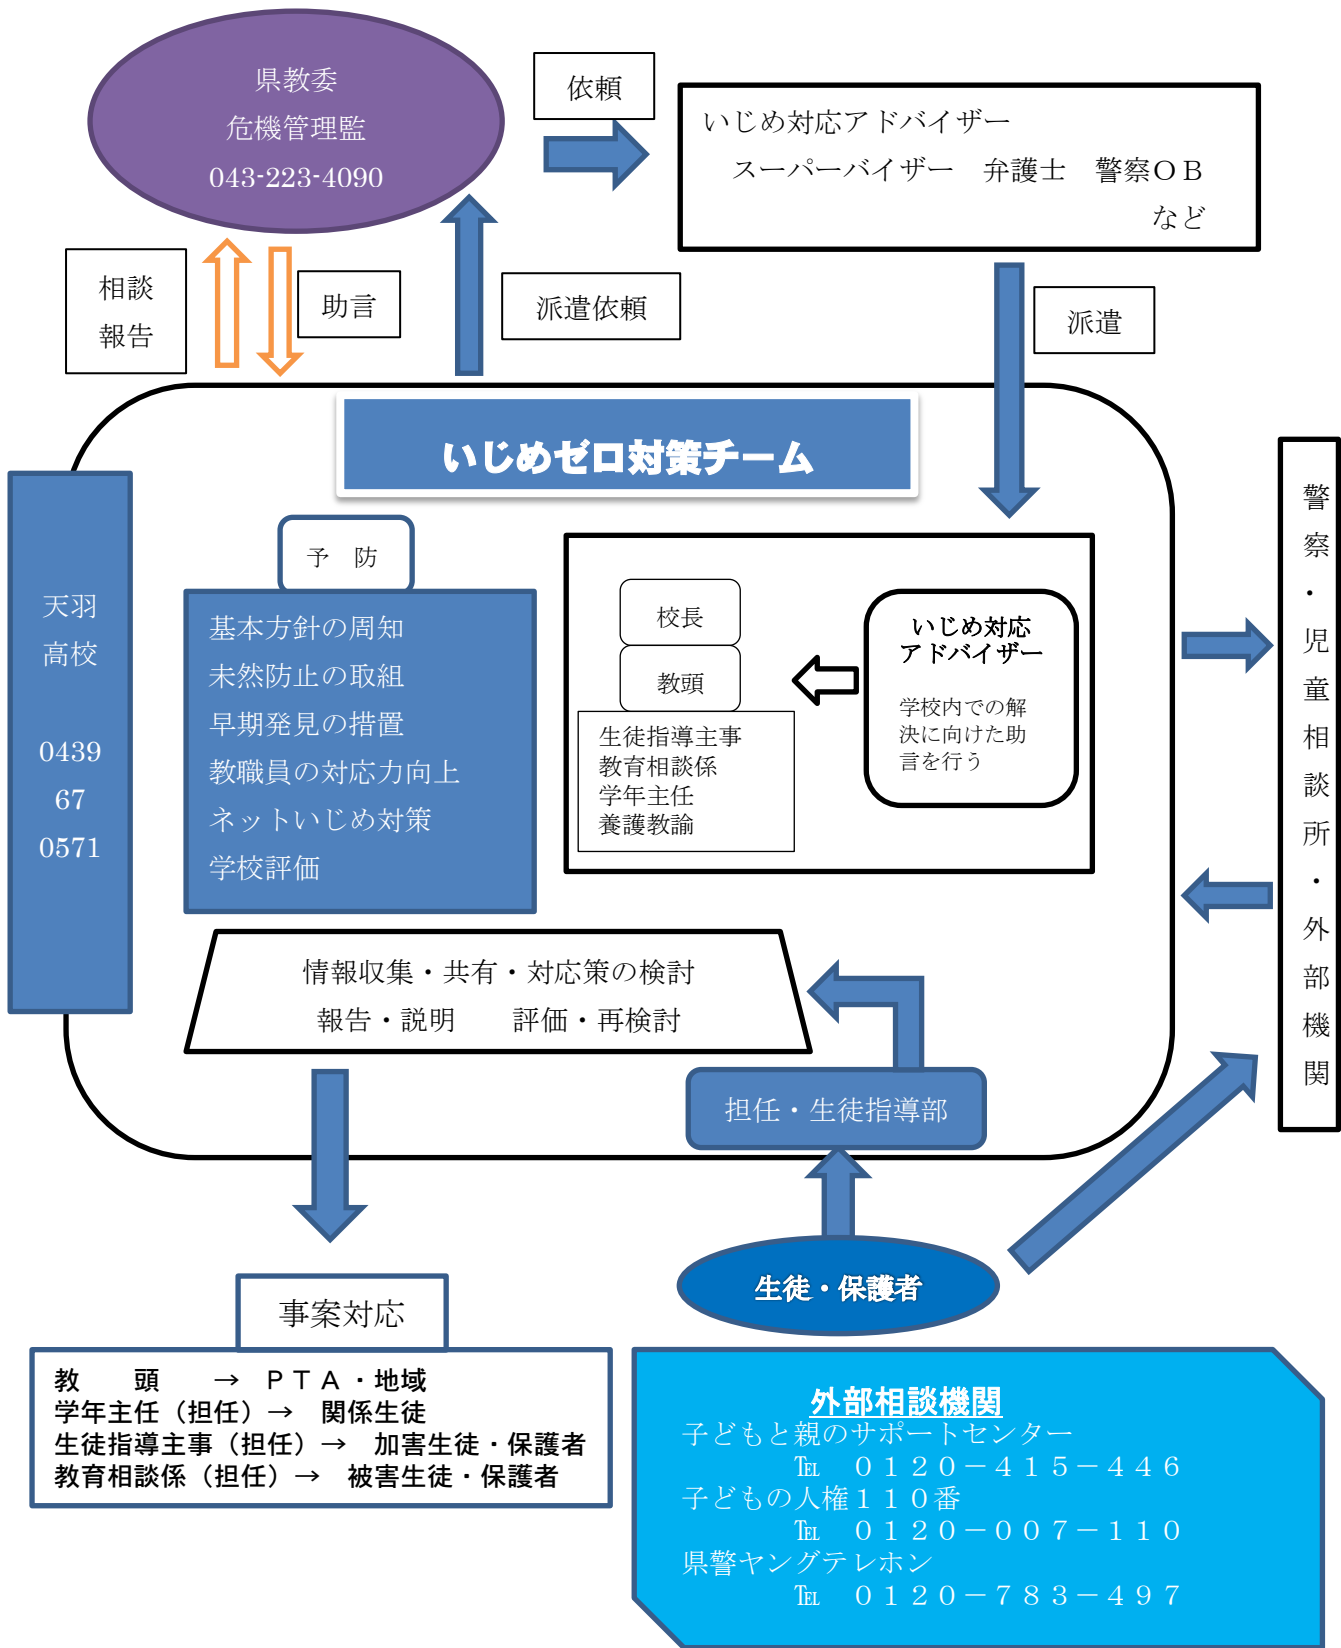 県教委
危機管理監
043-223-4090
依頼
いじめ対応アドバイザー
スーパーバイザー　弁護士　警察ＯＢ
など
相談
報告
助言
派遣依頼
派遣
いじめゼロ対策チーム
天羽
高校
0439
67
0571
予　防
基本方針の周知
未然防止の取組
早期発見の措置
教職員の対応力向上
ネットいじめ対策
学校評価
校長
教頭
生徒指導主事
教育相談係
学年主任
養護教諭
いじめ対応
アドバイザー
学校内での解
決に向けた助
言を行う
警察・児童相談所・外部機関
情報収集・共有・対応策の検討
報告・説明　　評価・再検討
担任・生徒指導部
生徒・保護者
事案対応
教　　頭　　→　ＰＴＡ・地域
学年主任（担任）→　関係生徒
生徒指導主事（担任）→　加害生徒・保護者
教育相談係（担任）→　被害生徒・保護者
外部相談機関
子どもと親のサポートセンター
℡　０１２０－４１５－４４６
子どもの人権１１０番
℡　０１２０－００７－１１０
県警ヤングテレホン
℡　０１２０－７８３－４９７